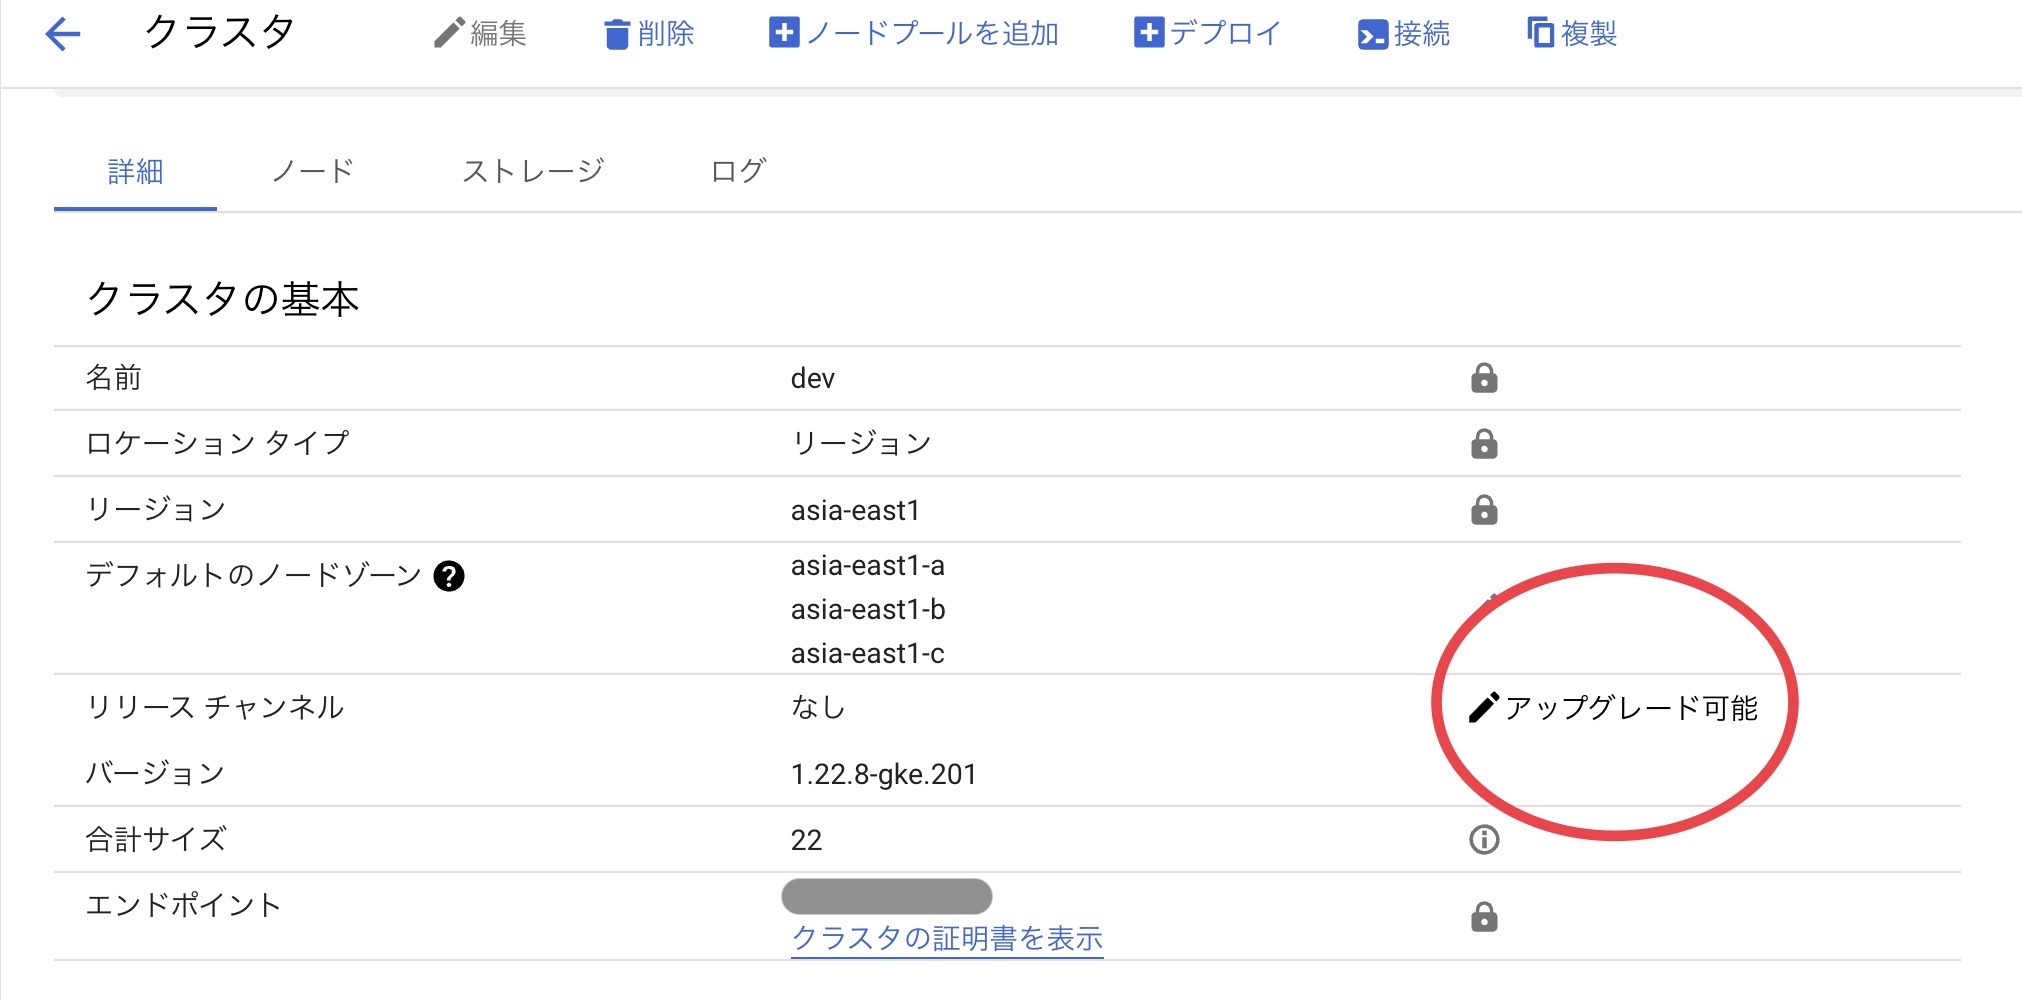 クラスタ 編集 削除 ノードプールを追加 デプロイ 接続 複製
詳細 ノード ストレージ ログ
クラスタの基本
名前 dev
ロケーション タイプ リージョン
リージョン asia-east1
デフォルトのノードゾーン asia-east1-a
asia-east1-b
asia-east1-c
リリース チャンネル なし アップグレード可能
バージョン 1.22.8-gke.201
合計サイズ 22
エンドポイント
クラスタの証明書を表示